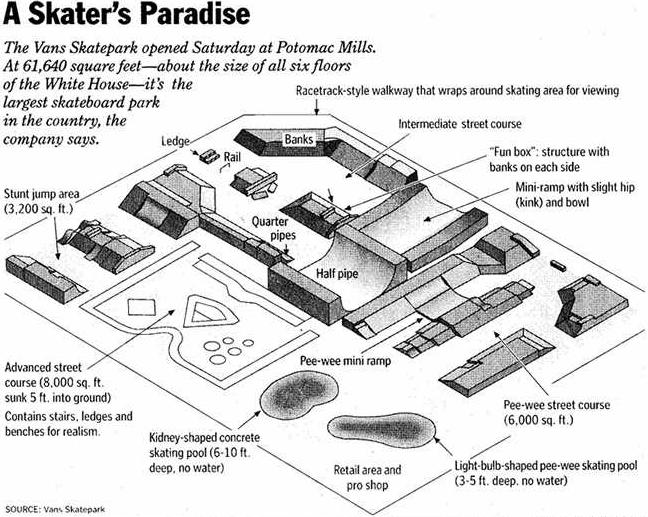 A Skater's Paradise
The Vans Skatepark opened Saturday at Potomac Mills.
At 61,640 square feet—about the size of all six floors
of the White House—it's the
largest skateboard park
in the country, the
company says.
Racetrack-style walkway that wraps around skating area for viewing
Intermediate street course
Ledge
Banks
Rail
"Fun box": structure with
banks on each side
Mini-ramp with slight hip
(kink) and bowl
Stunt jump area
(3,200 sq. ft.)
Quarter
pipes
Half pipe
Pee-wee mini ramp
Advanced street
course (8,000 sq. ft.
sunk 5 ft. into ground)
Contains stairs, ledges and
benches for realism.
Pee-wee street course
(6,000 sq. ft.)
Kidney-shaped concrete
skating pool (6-10 ft.
deep, no water)
Retail area and
pro shop
Light-bulb-shaped pee-wee skating pool
(3-5 ft. deep. no water)
SOURCE: Vans Skatepark